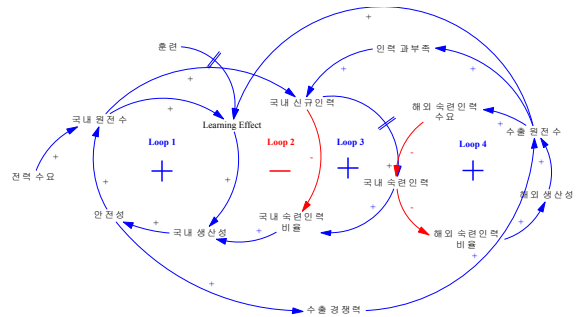 훈련
인력 과부족
국내 신규인력
해외 숙련인력
수요
국내 원전수
Learning Effect
수출 원전수
Loop 1
Loop 2
Loop 3
Loop 4
전력 수요
국내 숙련인력
해외 생산성
안전성
국내 생산성
국내 숙련인력
비율
해외 숙련인력
비율
수출 경쟁력